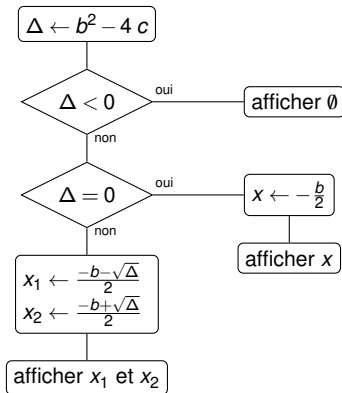 Δ ← b² − 4 c
Δ < 0
oui
afficher ∅
non
Δ = 0
oui
x ← −b/2
non
afficher x
x₁ ← (−b−√Δ)/2
x₂ ← (−b+√Δ)/2
afficher x₁ et x₂